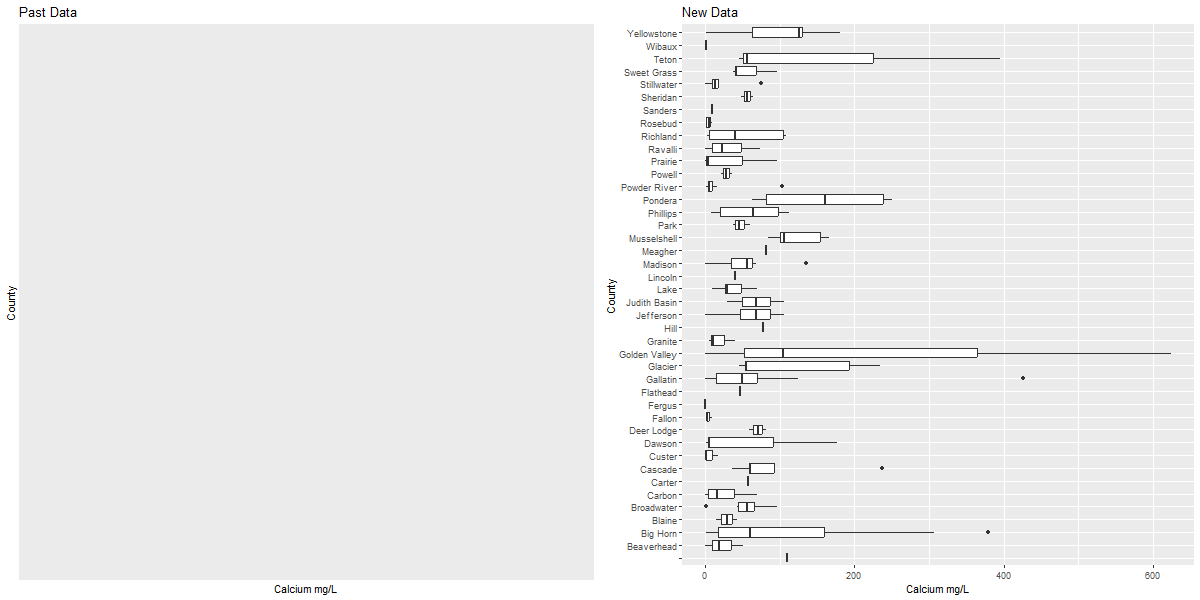 Past Data
County
Calcium mg/L
New Data
County
Yellowstone
Wibaux
Teton
Sweet Grass
Stillwater
Sheridan
Sanders
Rosebud
Richland
Ravalli
Prairie
Powell
Powder River
Pondera
Phillips
Park
Musselshell
Meagher
Madison
Lincoln
Lake
Judith Basin
Jefferson
Hill
Granite
Golden Valley
Glacier
Gallatin
Flathead
Fergus
Fallon
Deer Lodge
Dawson
Custer
Cascade
Carter
Carbon
Broadwater
Blaine
Big Horn
Beaverhead
0 200 400 600
Calcium mg/L